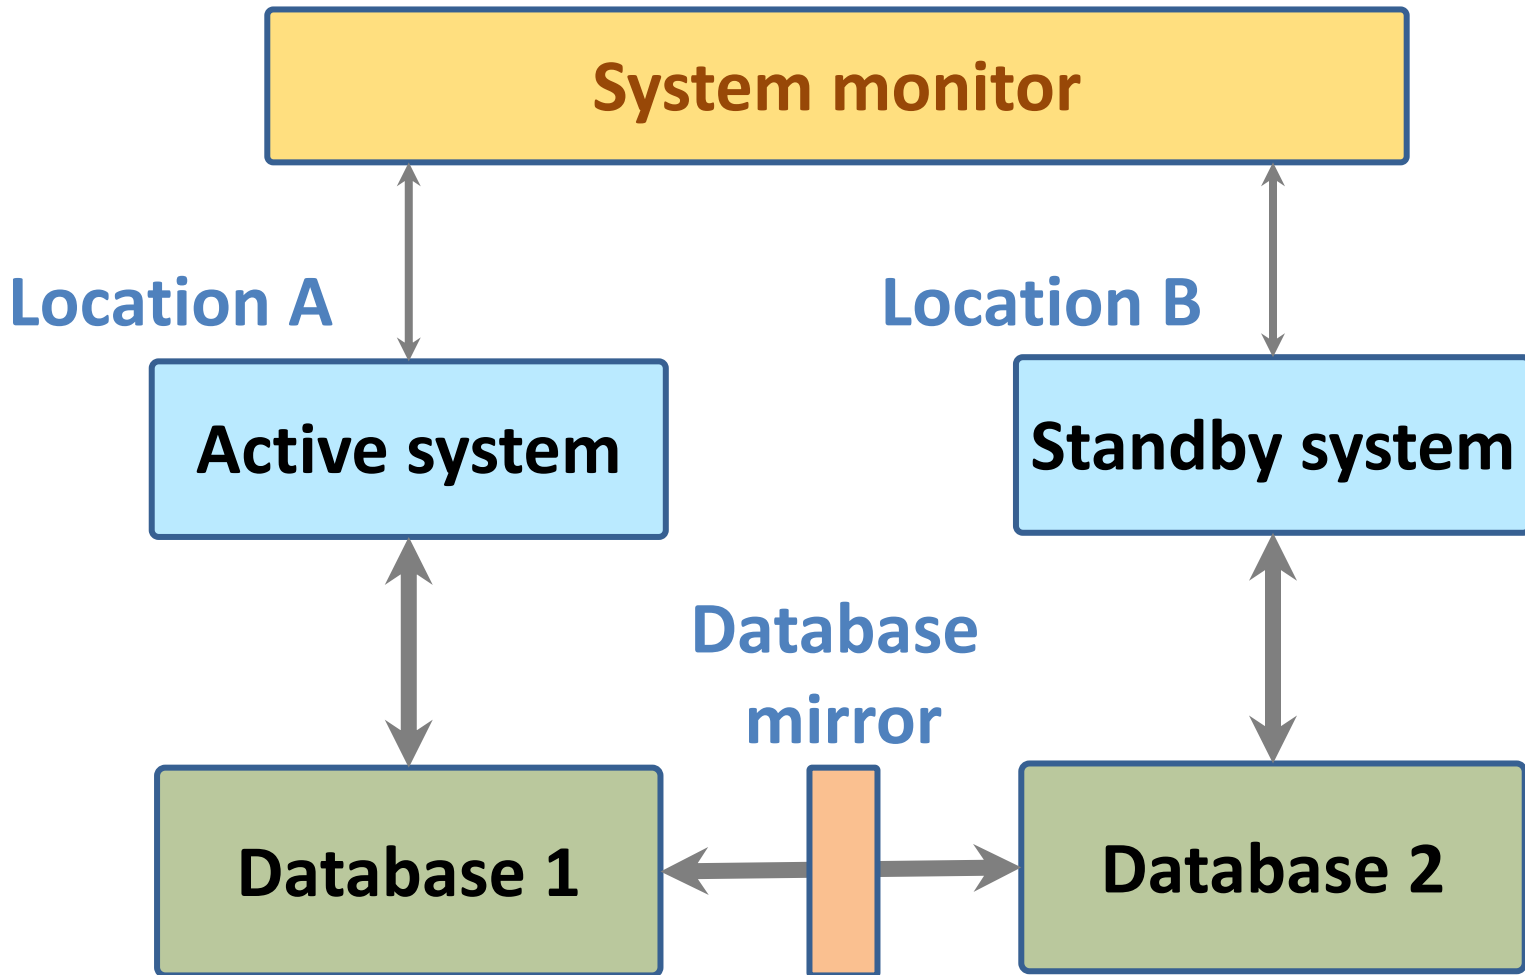 System monitor
Location A
Location B
Active system
Standby system
Database
mirror
Database 1
Database 2